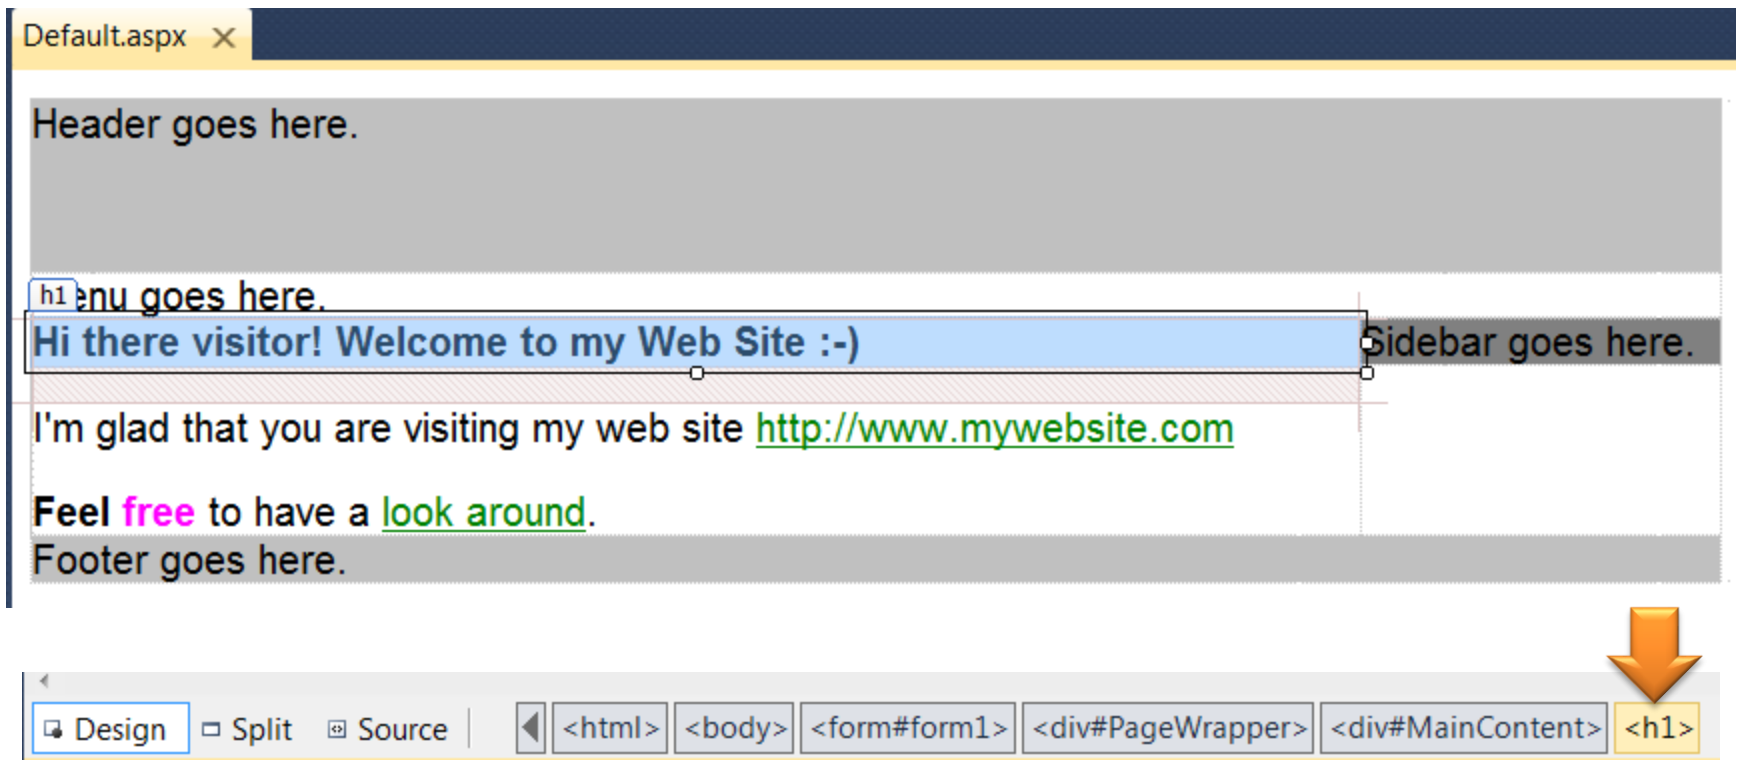 Default.aspx
Header goes here.
h1 enu goes here.
Hi there visitor! Welcome to my Web Site :-)
Sidebar goes here.
I'm glad that you are visiting my web site http://www.mywebsite.com
Feel free to have a look around.
Footer goes here.
Design Split Source <html> <body> <form#form1> <div#PageWrapper> <div#MainContent> <h1>